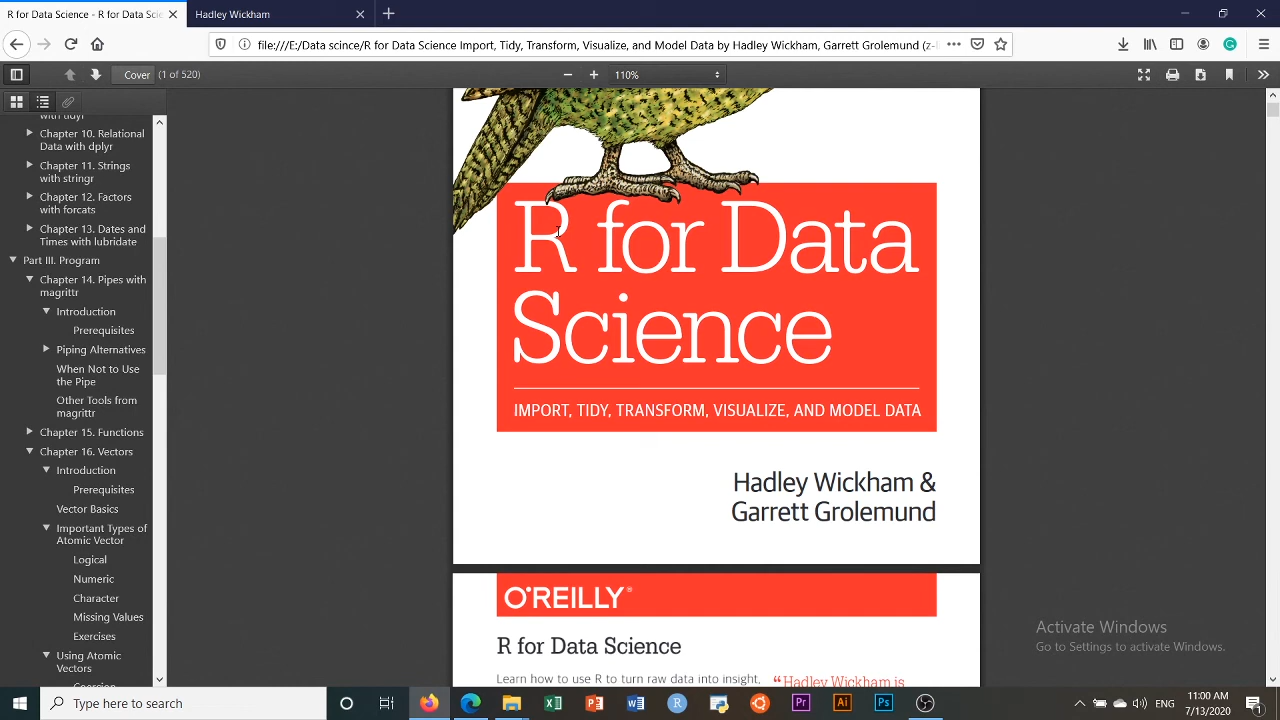 R for Data Science - R for Data Scie
Hadley Wickham
file:///E:/Data scince/R for Data Science Import, Tidy, Transform, Visualize, and Model Data by Hadley Wickham, Garrett Grolemund (z-
Cover (1 of 520)
110%
with tidyr
Chapter 10. Relational
Data with dplyr
Chapter 11. Strings
with stringr
Chapter 12. Factors
with forcats
Chapter 13. Dates and
Times with lubridate
Part III. Program
Chapter 14. Pipes with
magrittr
Introduction
Prerequisites
Piping Alternatives
When Not to Use
the Pipe
Other Tools from
magrittr
Chapter 15. Functions
Chapter 16. Vectors
Introduction
Prerequisites
Vector Basics
Important Types of
Atomic Vector
Logical
Numeric
Character
Missing Values
Exercises
Using Atomic
Vectors
R for Data
Science
IMPORT, TIDY, TRANSFORM, VISUALIZE, AND MODEL DATA
Hadley Wickham &
Garrett Grolemund
O'REILLY®
R for Data Science
Learn how to use R to turn raw data into insight,
“Hadley Wickham is
Activate Windows
Go to Settings to activate Windows.
Type here to search
Pr
Ai
Ps
ENG
11:00 AM
7/13/2020